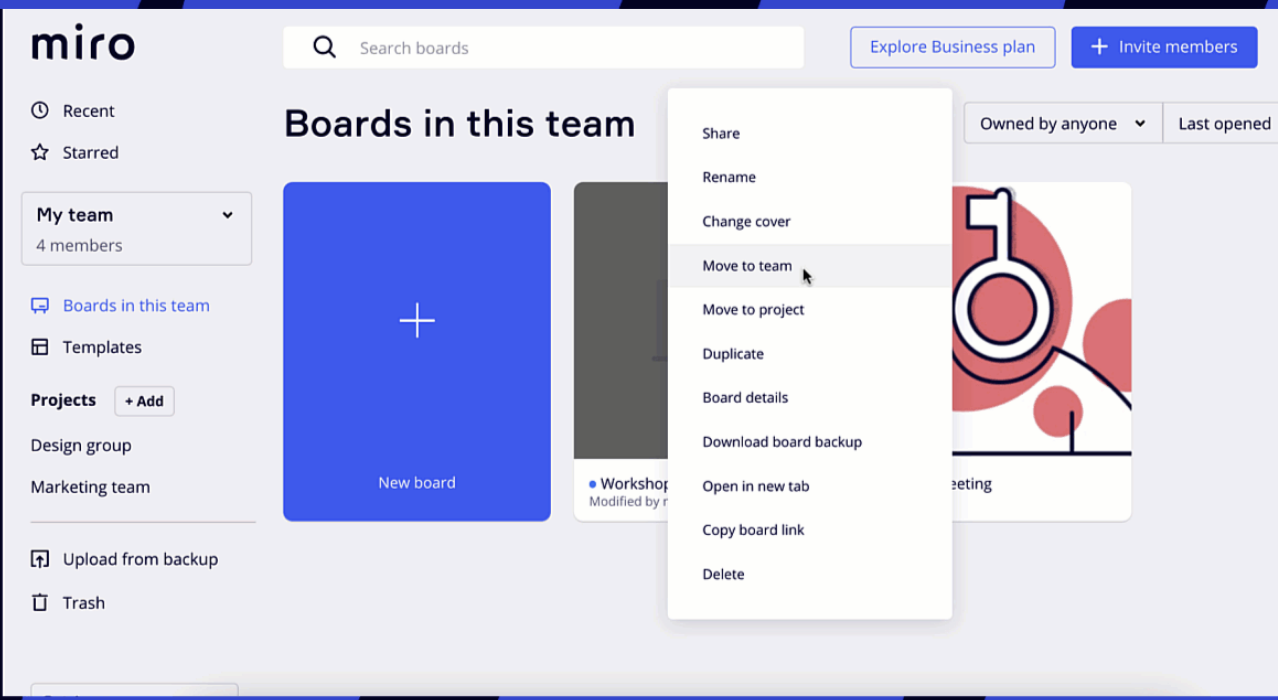 miro
Search boards
Explore Business plan
+ Invite members
Recent
Starred
My team
4 members
Boards in this team
Templates
Projects
+ Add
Design group
Marketing team
Upload from backup
Trash
Boards in this team
Owned by anyone
Last opened
New board
Workshop
Modified by
Share
Rename
Change cover
Move to team
Move to project
Duplicate
Board details
Download board backup
Open in new tab
Copy board link
Delete
eeting